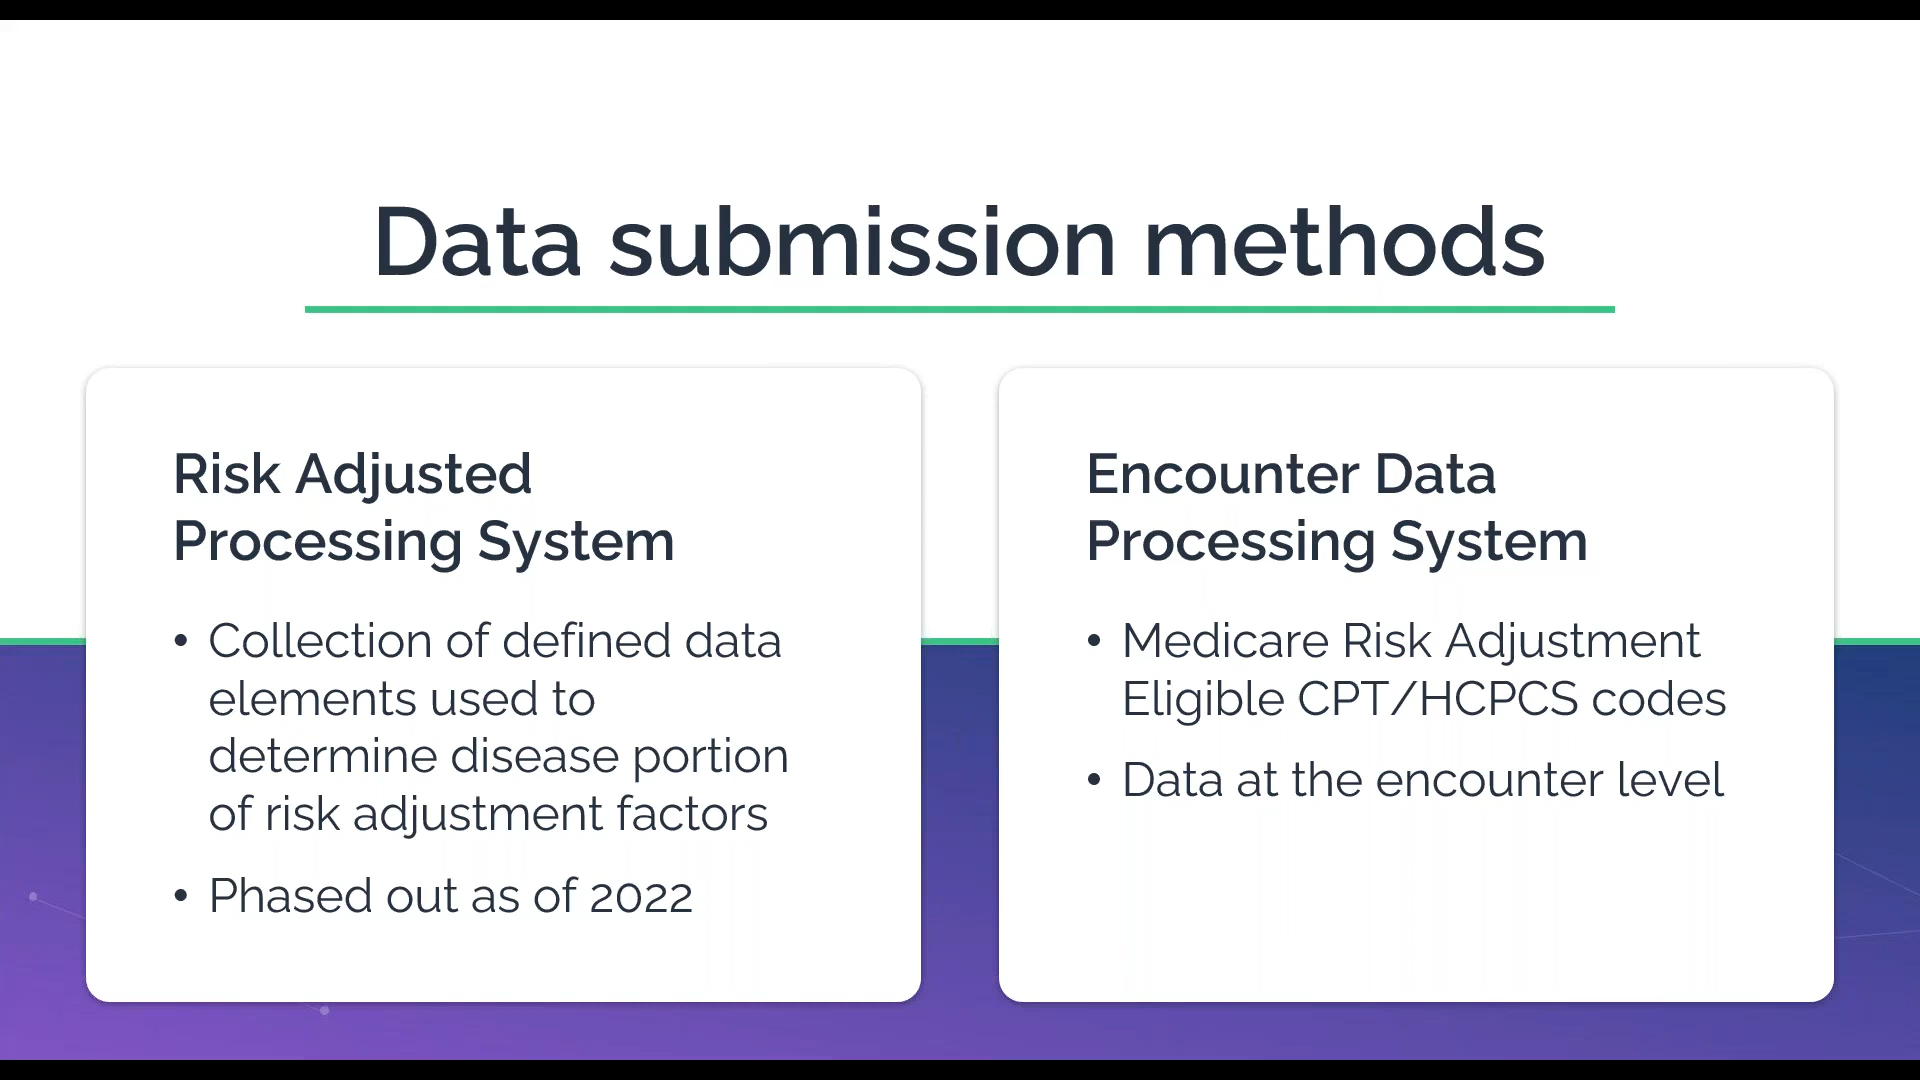 Data submission methods
Risk Adjusted
Processing System
• Collection of defined data
elements used to
determine disease portion
of risk adjustment factors
• Phased out as of 2022
Encounter Data
Processing System
• Medicare Risk Adjustment
Eligible CPT/HCPCS codes
• Data at the encounter level